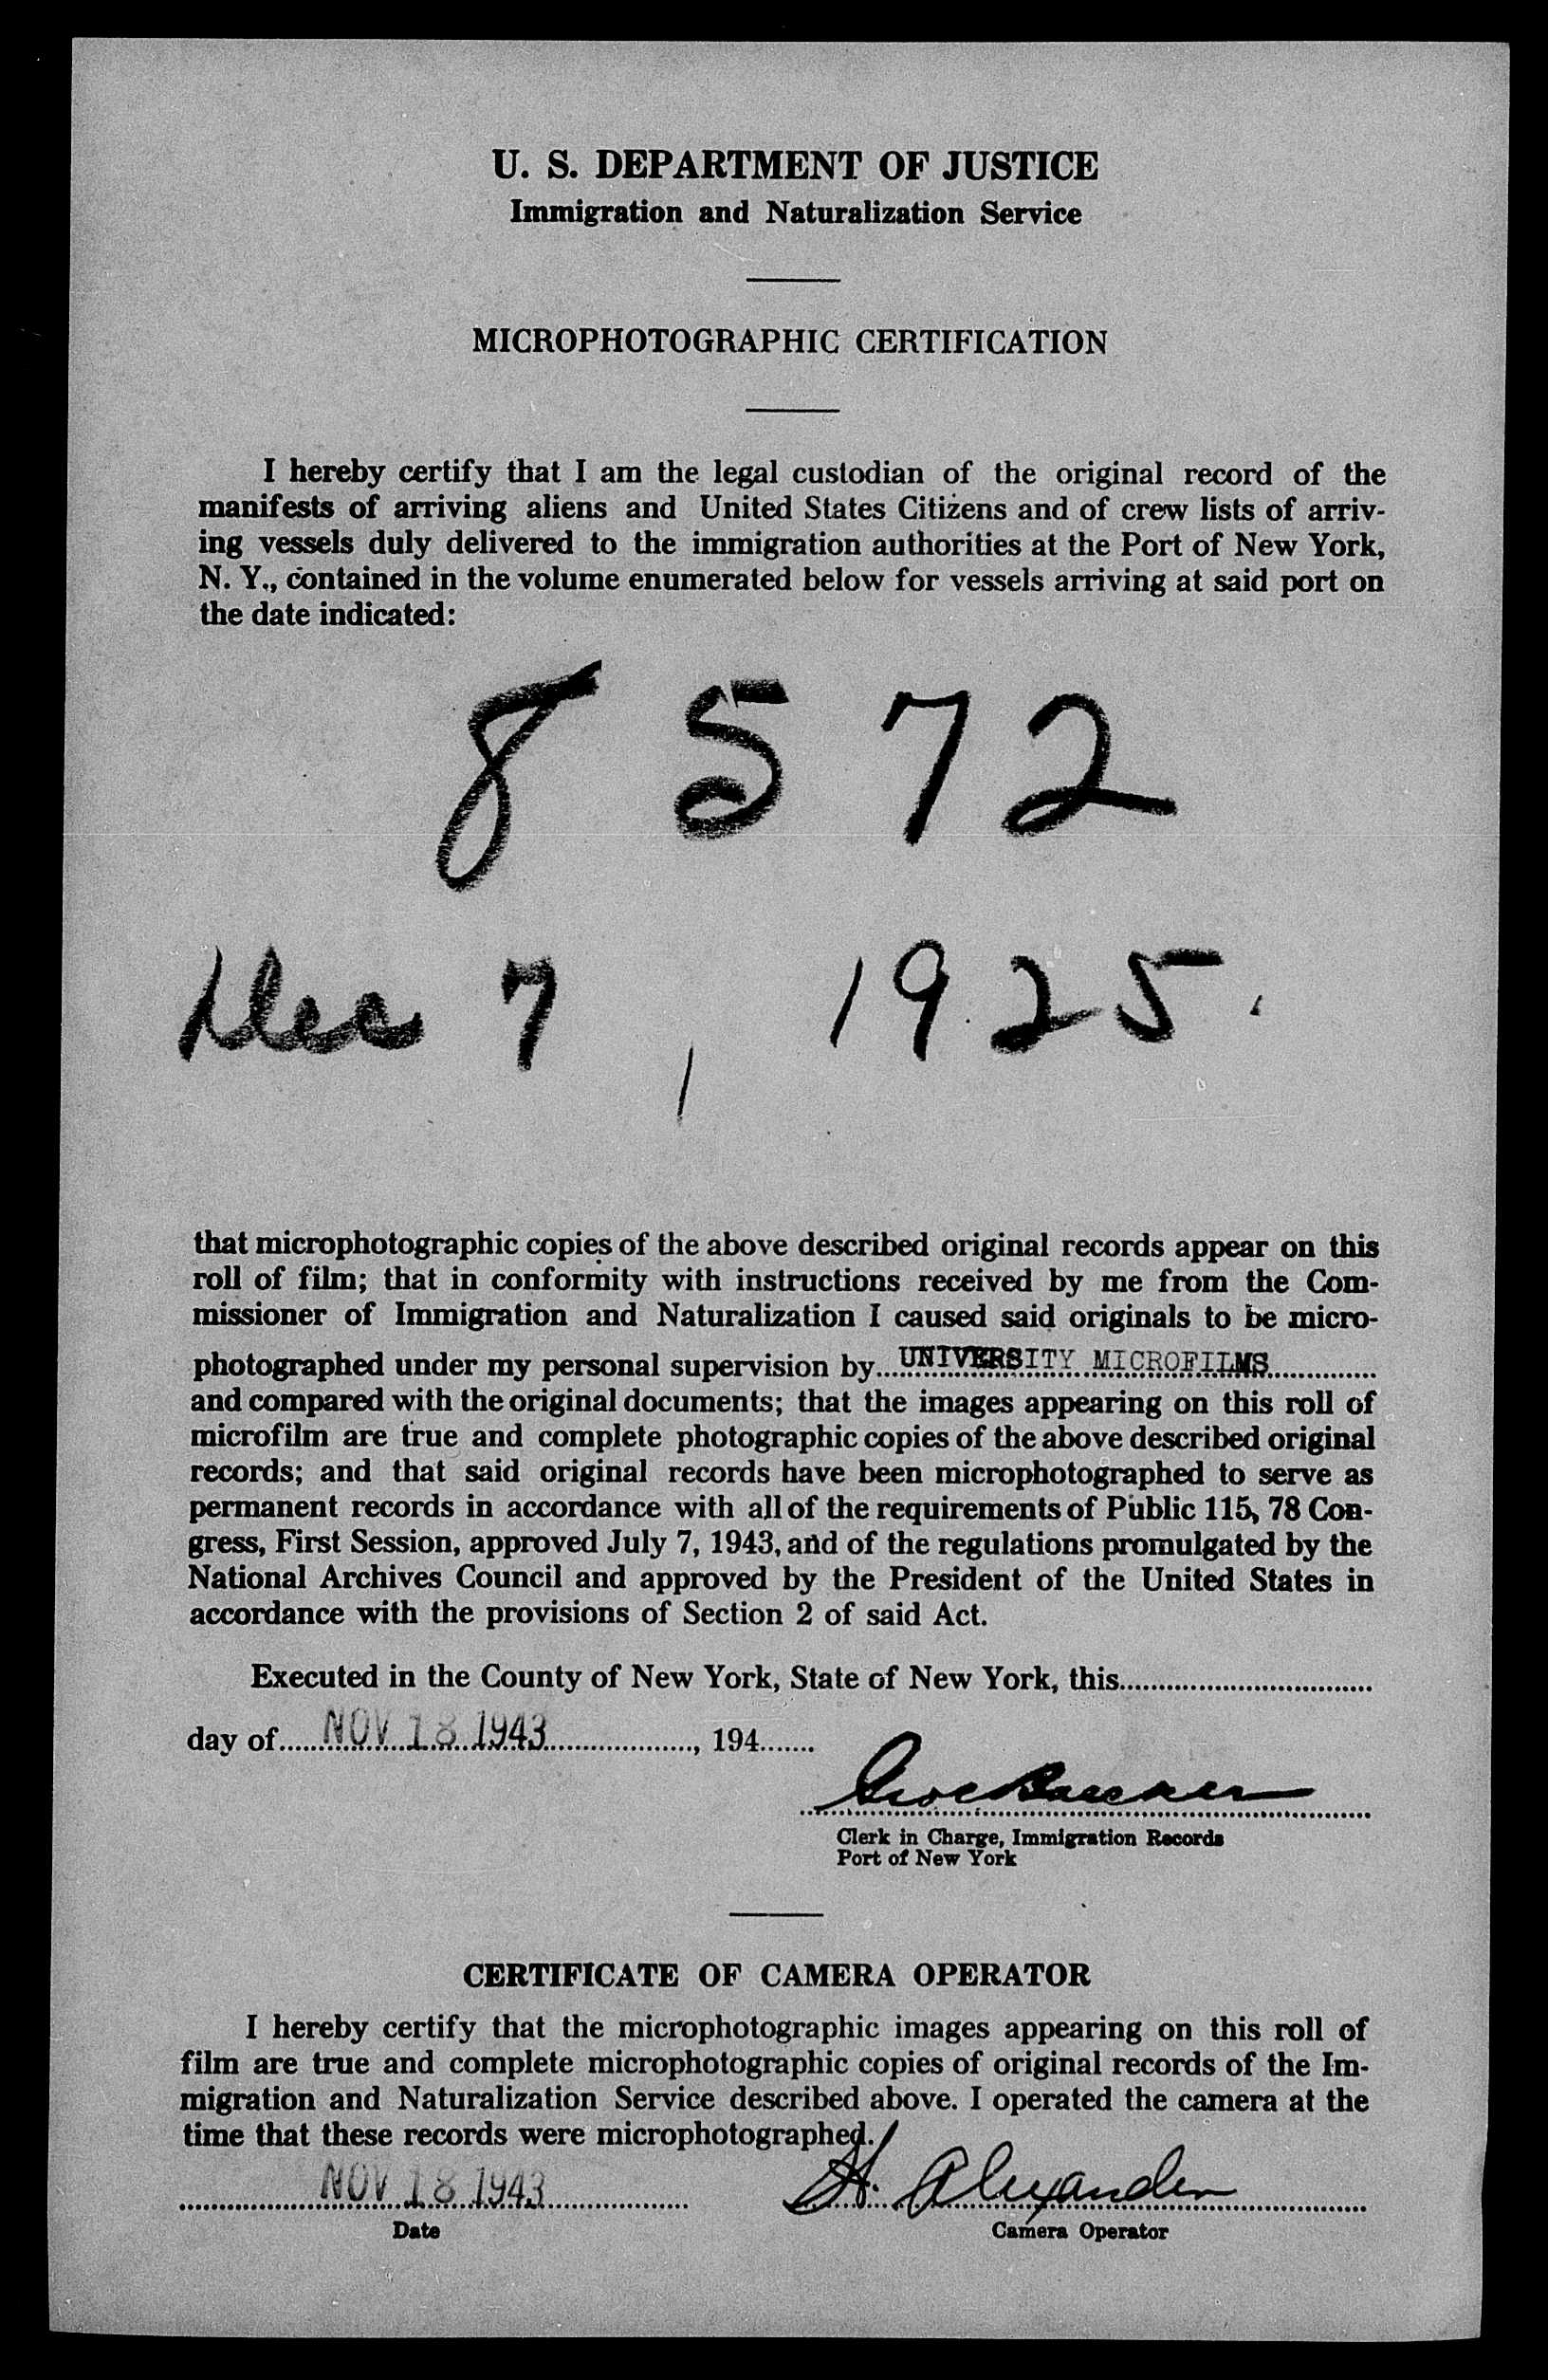 U. S. DEPARTMENT OF JUSTICE
Immigration and Naturalization Service
MICROPHOTOGRAPHIC CERTIFICATION
I hereby certify that I am the legal custodian of the original record of the
manifests of arriving aliens and United States Citizens and of crew lists of arriv-
ing vessels duly delivered to the immigration authorities at the Port of New York,
N. Y., contained in the volume enumerated below for vessels arriving at said port on
the date indicated:
8 5 7 2
Dec 7, 1925.
that microphotographic copies of the above described original records appear on this
roll of film; that in conformity with instructions received by me from the Com-
missioner of Immigration and Naturalization I caused said originals to be micro-
photographed under my personal supervision by UNIVERSITY MICROFILMS
and compared with the original documents; that the images appearing on this roll of
microfilm are true and complete photographic copies of the above described original
records; and that said original records have been microphotographed to serve as
permanent records in accordance with all of the requirements of Public 115, 78 Con-
gress, First Session, approved July 7, 1943, and of the regulations promulgated by the
National Archives Council and approved by the President of the United States in
accordance with the provisions of Section 2 of said Act.
Executed in the County of New York, State of New York, this
day of NOV 18 1943, 194
Clerk in Charge, Immigration Records
Port of New York
CERTIFICATE OF CAMERA OPERATOR
I hereby certify that the microphotographic images appearing on this roll of
film are true and complete microphotographic copies of original records of the Im-
migration and Naturalization Service described above. I operated the camera at the
time that these records were microphotographed.
NOV 18 1943 H. Alexander
Date Camera Operator